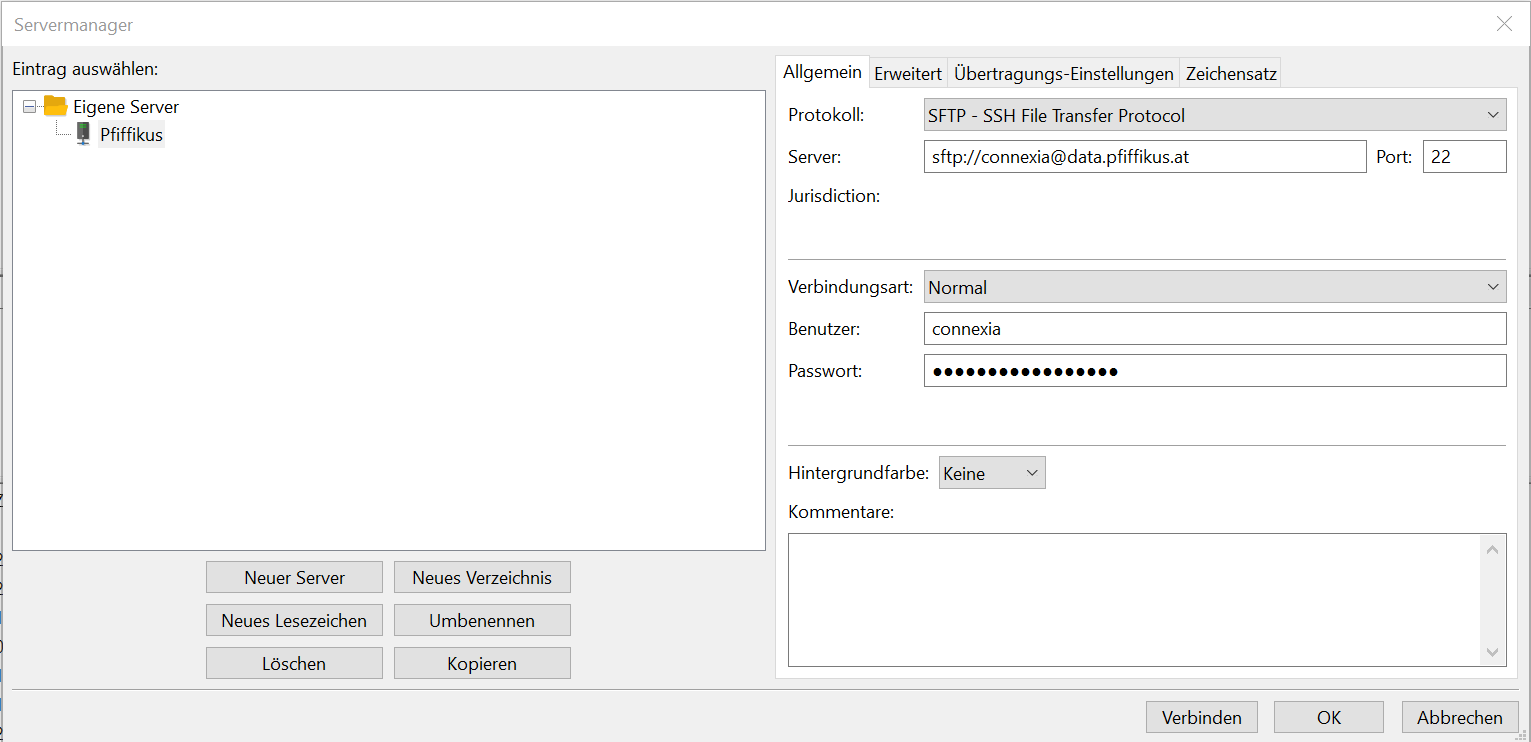 Servermanager
Eintrag auswählen:
Eigene Server
Pfiffikus
Allgemein Erweitert Übertragungs-Einstellungen Zeichensatz
Protokoll: SFTP - SSH File Transfer Protocol
Server: sftp://connexia@data.pfiffikus.at Port: 22
Jurisdiction:
Verbindungsart: Normal
Benutzer: connexia
Passwort: ●●●●●●●●●●●●●●●●●
Hintergrundfarbe: Keine
Kommentare:
Neuer Server Neues Verzeichnis
Neues Lesezeichen Umbenennen
Löschen Kopieren
Verbinden OK Abbrechen